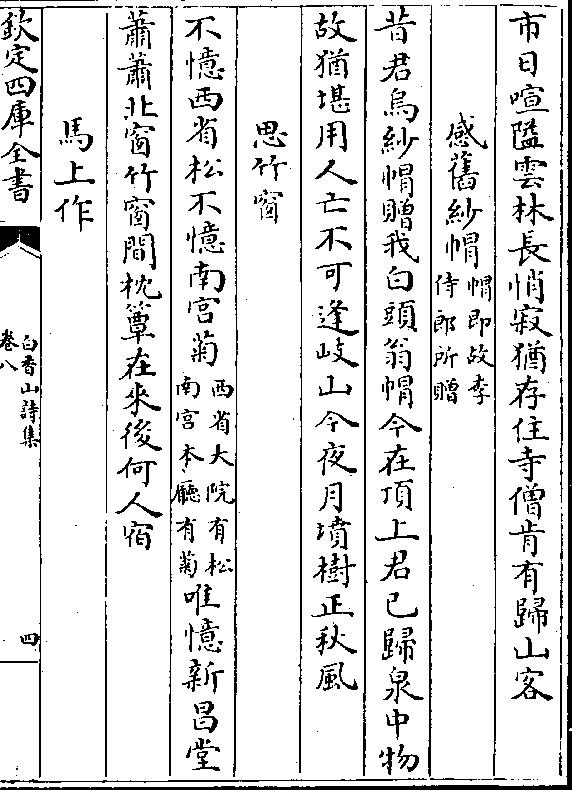 市日喧隘雲林長悄寂猶存住寺僧肯有歸山客
感舊紗帽帽即故李
侍郎所贈
昔君烏紗帽贈我白頭翁帽今在頂上君已歸泉中物
故猶堪用人亡不可逢岐山今夜月墳樹正秋風
思竹窗
不憶西省松不憶南宫菊西省大院有松
南宫本廳有菊唯憶新昌堂
蕭蕭北窗竹窗間枕簟在來後何人宿
馬上作
欽定四庫全書
白香山詩集
卷八
四